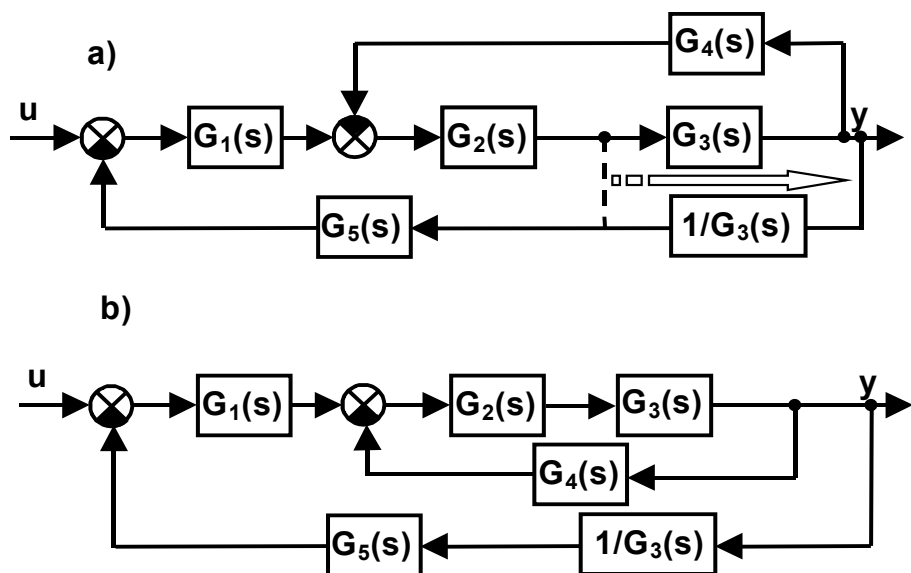 a)
G₄(s)
u
G₁(s)
G₂(s)
G₃(s)
y
G₅(s)
1/G₃(s)
b)
u
G₁(s)
G₂(s)
G₃(s)
y
G₄(s)
G₅(s)
1/G₃(s)